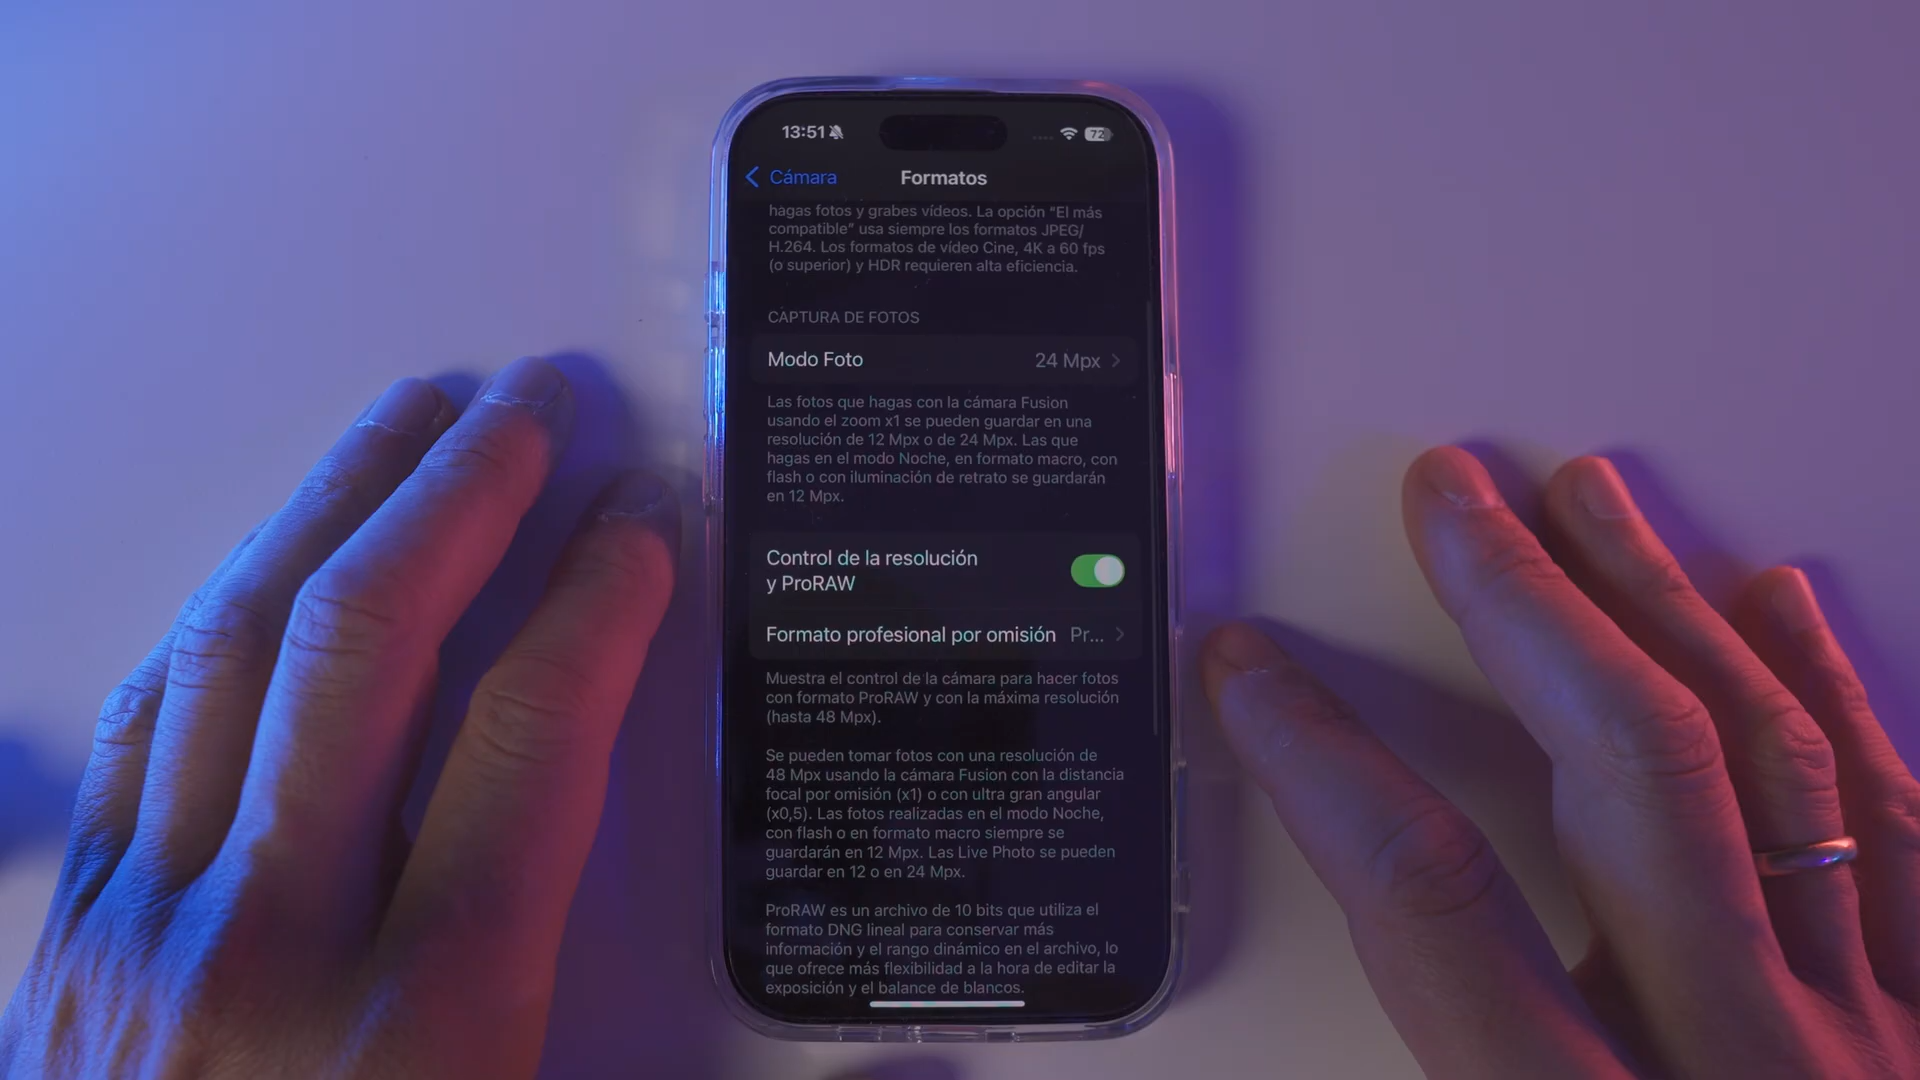 13:51
72
Cámara
Formatos
hagas fotos y grabes vídeos. La opción “El más
compatible” usa siempre los formatos JPEG/
H.264. Los formatos de vídeo Cine, 4K a 60 fps
(o superior) y HDR requieren alta eficiencia.
CAPTURA DE FOTOS
Modo Foto
24 Mpx
Las fotos que hagas con la cámara Fusion
usando el zoom x1 se pueden guardar en una
resolución de 12 Mpx o de 24 Mpx. Las que
hagas en el modo Noche, en formato macro, con
flash o con iluminación de retrato se guardarán
en 12 Mpx.
Control de la resolución
y ProRAW
Formato profesional por omisión
Pr...
Muestra el control de la cámara para hacer fotos
con formato ProRAW y con la máxima resolución
(hasta 48 Mpx).
Se pueden tomar fotos con una resolución de
48 Mpx usando la cámara Fusion con la distancia
focal por omisión (x1) o con ultra gran angular
(x0,5). Las fotos realizadas en el modo Noche,
con flash o en formato macro siempre se
guardarán en 12 Mpx. Las Live Photo se pueden
guardar en 12 o en 24 Mpx.
ProRAW es un archivo de 10 bits que utiliza el
formato DNG lineal para conservar más
información y el rango dinámico en el archivo, lo
que ofrece más flexibilidad a la hora de editar la
exposición y el balance de blancos.